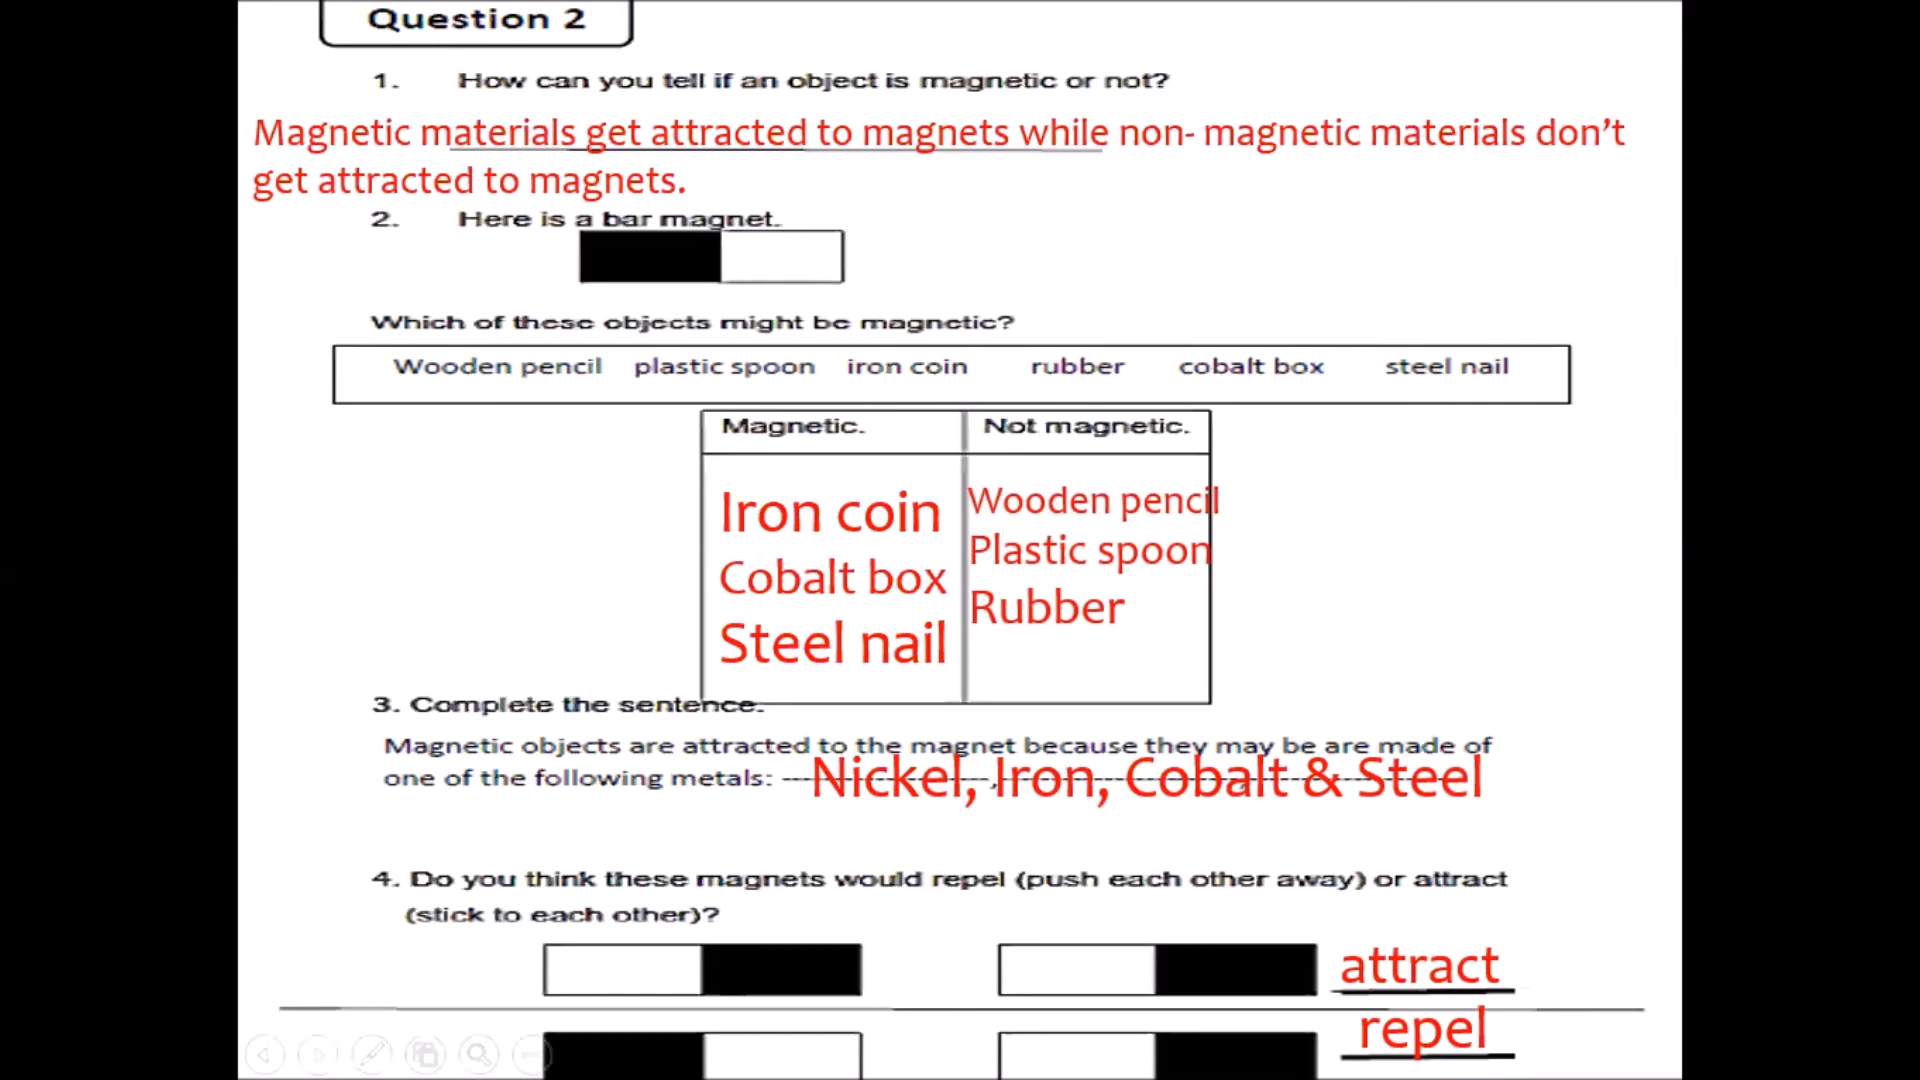 Question 2
1. How can you tell if an object is magnetic or not?
Magnetic materials get attracted to magnets while non- magnetic materials don't
get attracted to magnets.
2. Here is a bar magnet.
Which of these objects might be magnetic?
Wooden pencil plastic spoon iron coin rubber cobalt box steel nail
Magnetic. Not magnetic.
Iron coin Wooden pencil
Cobalt box Plastic spoon
Steel nail Rubber
3. Complete the sentence.
Magnetic objects are attracted to the magnet because they may be are made of
one of the following metals: Nickel, Iron, Cobalt & Steel
4. Do you think these magnets would repel (push each other away) or attract
(stick to each other)?
attract
repel